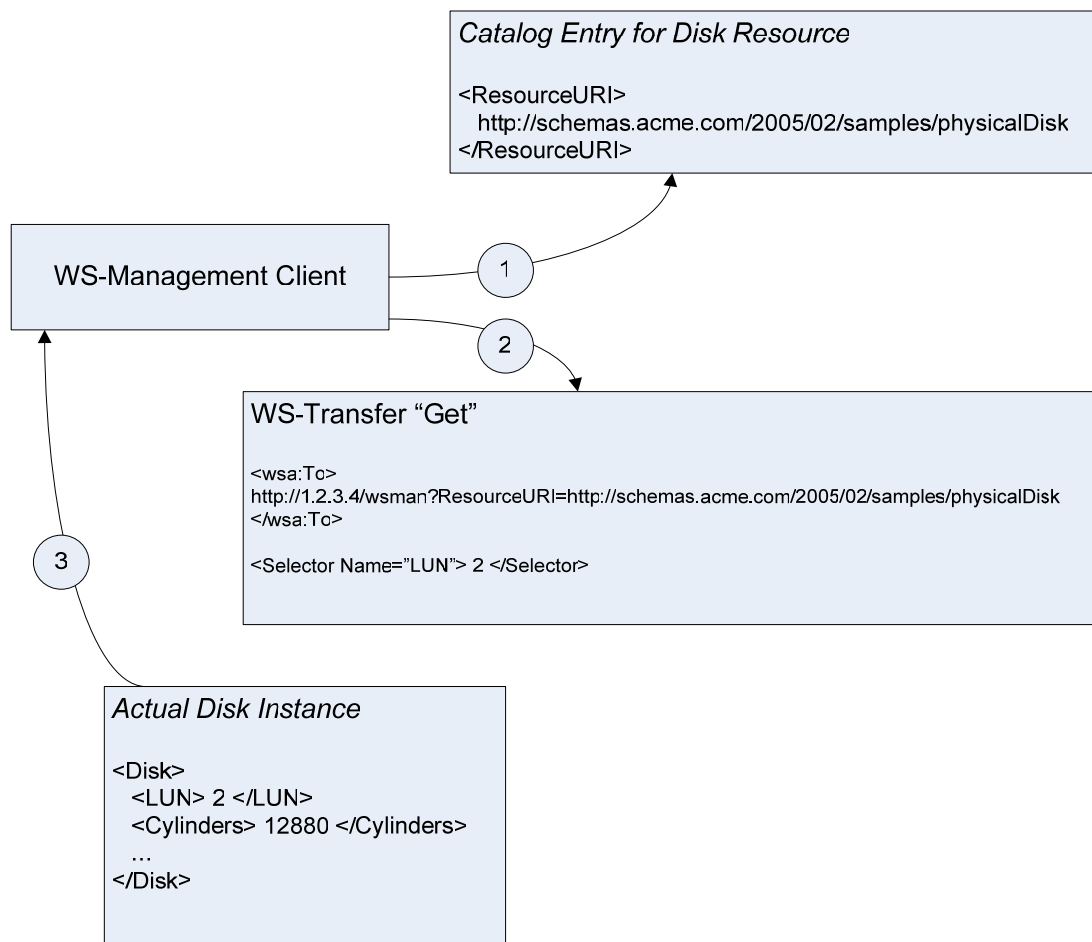 Catalog Entry for Disk Resource
<ResourceURI>
http://schemas.acme.com/2005/02/samples/physicalDisk
</ResourceURI>
WS-Management Client
1
2
WS-Transfer “Get”
<wsa:To>
http://1.2.3.4/wsman?ResourceURI=http://schemas.acme.com/2005/02/samples/physicalDisk
</wsa:To>
<Selector Name=”LUN”> 2 </Selector>
3
Actual Disk Instance
<Disk>
<LUN> 2 </LUN>
<Cylinders> 12880 </Cylinders>
...
</Disk>